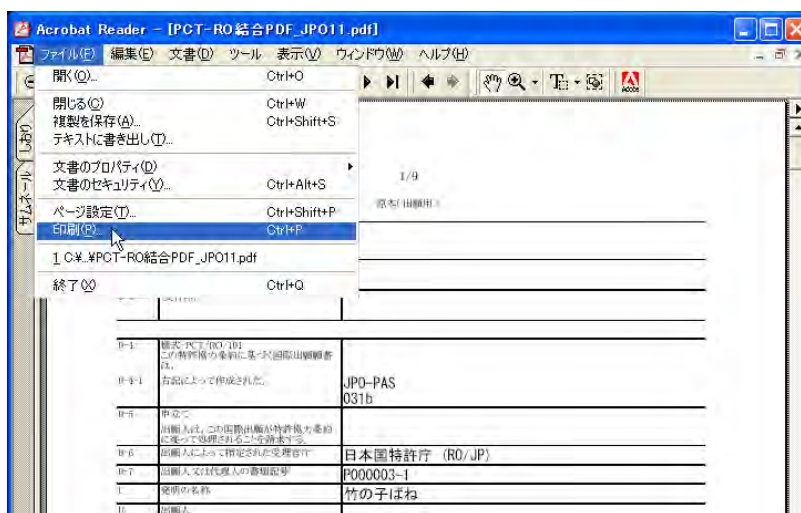 Acrobat Reader - [PCT-RO結合PDF_JPO11.pdf]
ファイル(F) 編集(E) 文書(D) ツール 表示(V) ウィンドウ(W) ヘルプ(H)
開く(O)... Ctrl+O
閉じる(C) Ctrl+W
複製を保存(A)... Ctrl+Shift+S
テキストに書き出し(T)...
文書のプロパティ(D)
文書のセキュリティ(Y)... Ctrl+Alt+S
ページ設定(T)... Ctrl+Shift+P
印刷(P)... Ctrl+P
1 C¥...¥PCT-RO結合PDF_JPO11.pdf
終了(X) Ctrl+Q
しおり
サムネール
1/9
原本(出願用)
0-4 様式-PCT/RO/101
この特許協力条約に基づく国際出願願書
は、
0-4-1 右記によって作成された。 JPO-PAS
031b
0-5 申立て
出願人は、この国際出願が特許協力条約
に従って処理されることを請求する。
0-6 出願人によって指定された受理官庁 日本国特許庁 (RO/JP)
0-7 出願人又は代理人の書類記号 P000003-1
I 発明の名称 竹の子ばね
II 出願人